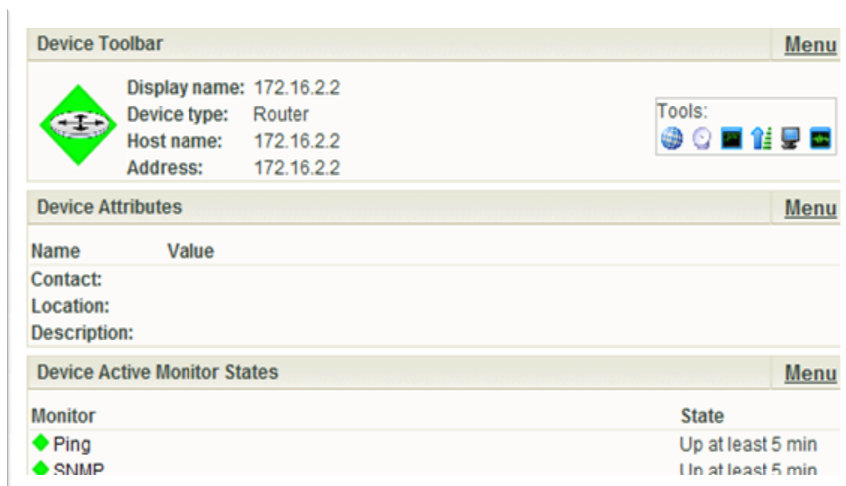 Device Toolbar Menu
Display name: 172.16.2.2
Device type: Router
Host name: 172.16.2.2
Address: 172.16.2.2
Tools:
Device Attributes Menu
Name Value
Contact:
Location:
Description:
Device Active Monitor States Menu
Monitor State
Ping Up at least 5 min
SNMP Up at least 5 min